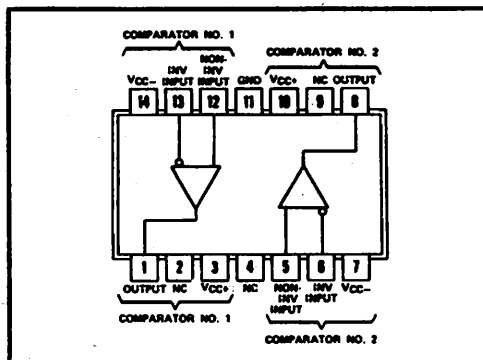 COMPARATOR NO. 1
COMPARATOR NO. 2
VCC– INV INPUT NON-INV INPUT GND VCC+ NC OUTPUT
14 13 12 11 10 9 8
1 2 3 4 5 6 7
OUTPUT NC VCC+ NC NON-INV INPUT INV INPUT VCC–
COMPARATOR NO. 1
COMPARATOR NO. 2